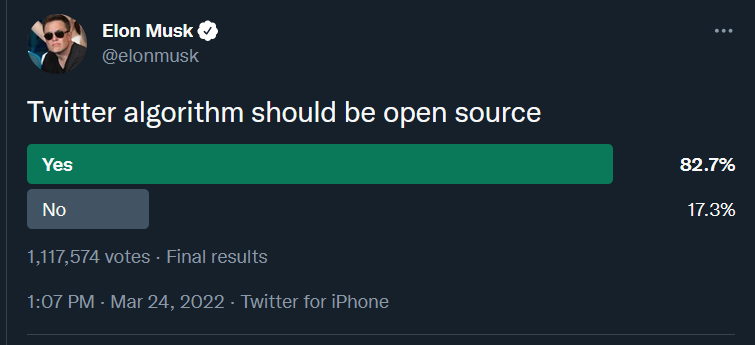 Elon Musk
@elonmusk
Twitter algorithm should be open source
Yes 82.7%
No 17.3%
1,117,574 votes · Final results
1:07 PM · Mar 24, 2022 · Twitter for iPhone